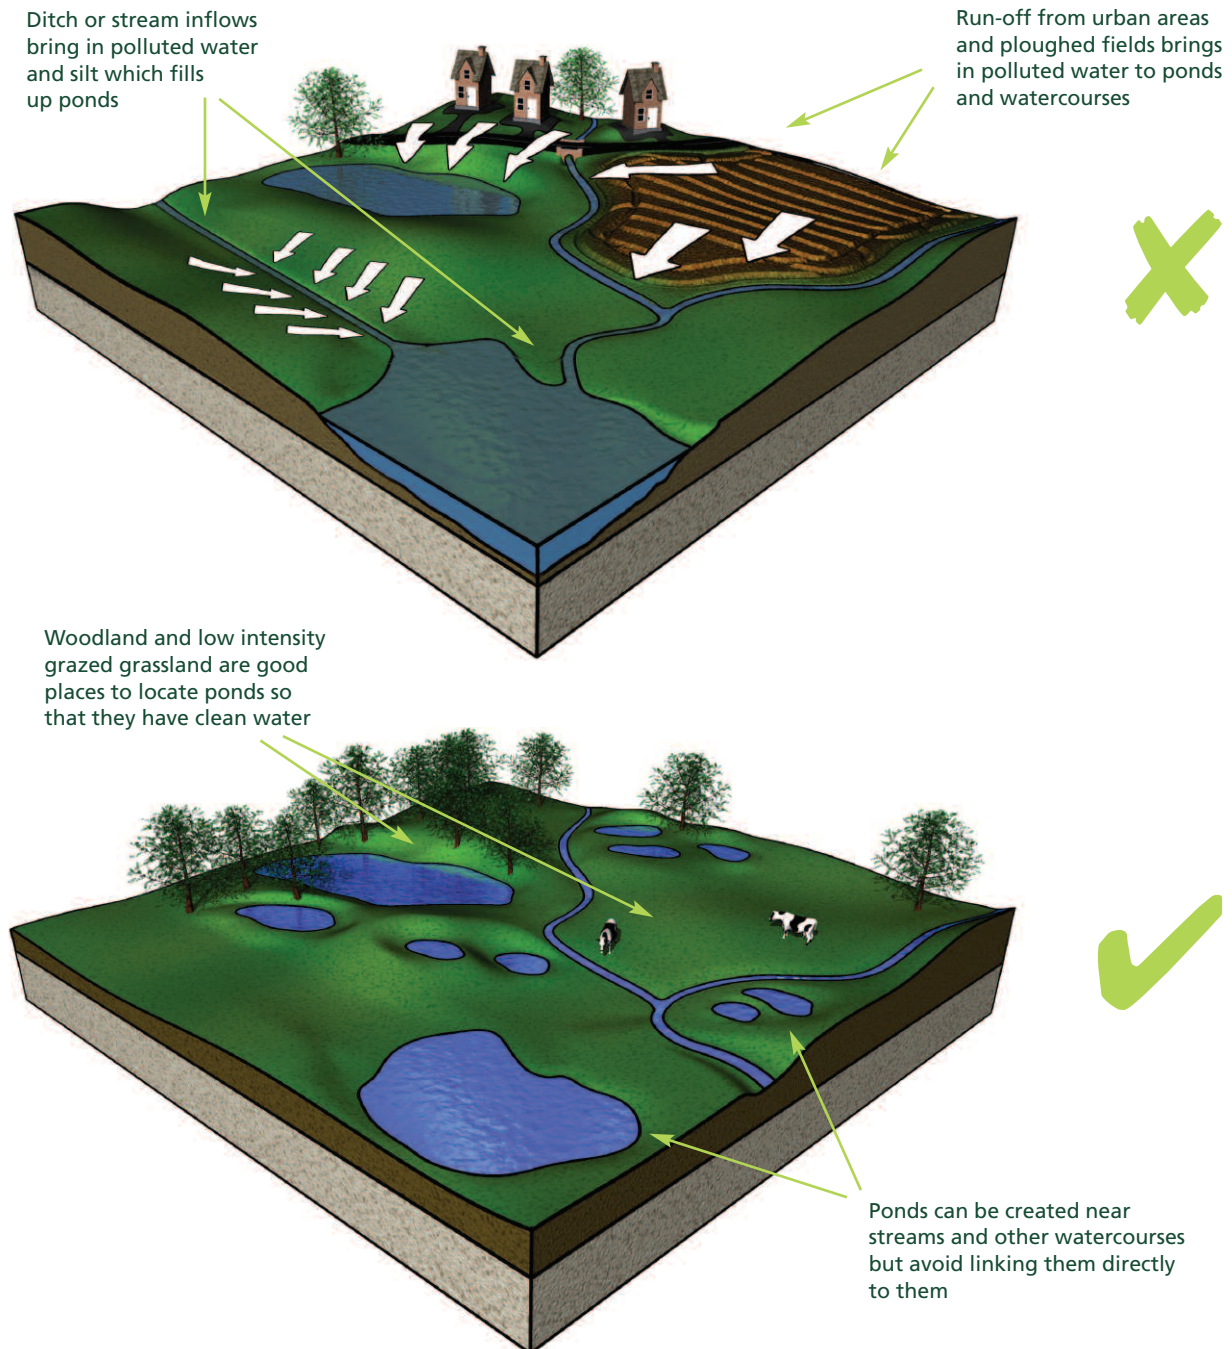 Ditch or stream inflows
bring in polluted water
and silt which fills
up ponds
Run-off from urban areas
and ploughed fields brings
in polluted water to ponds
and watercourses
Woodland and low intensity
grazed grassland are good
places to locate ponds so
that they have clean water
Ponds can be created near
streams and other watercourses
but avoid linking them directly
to them